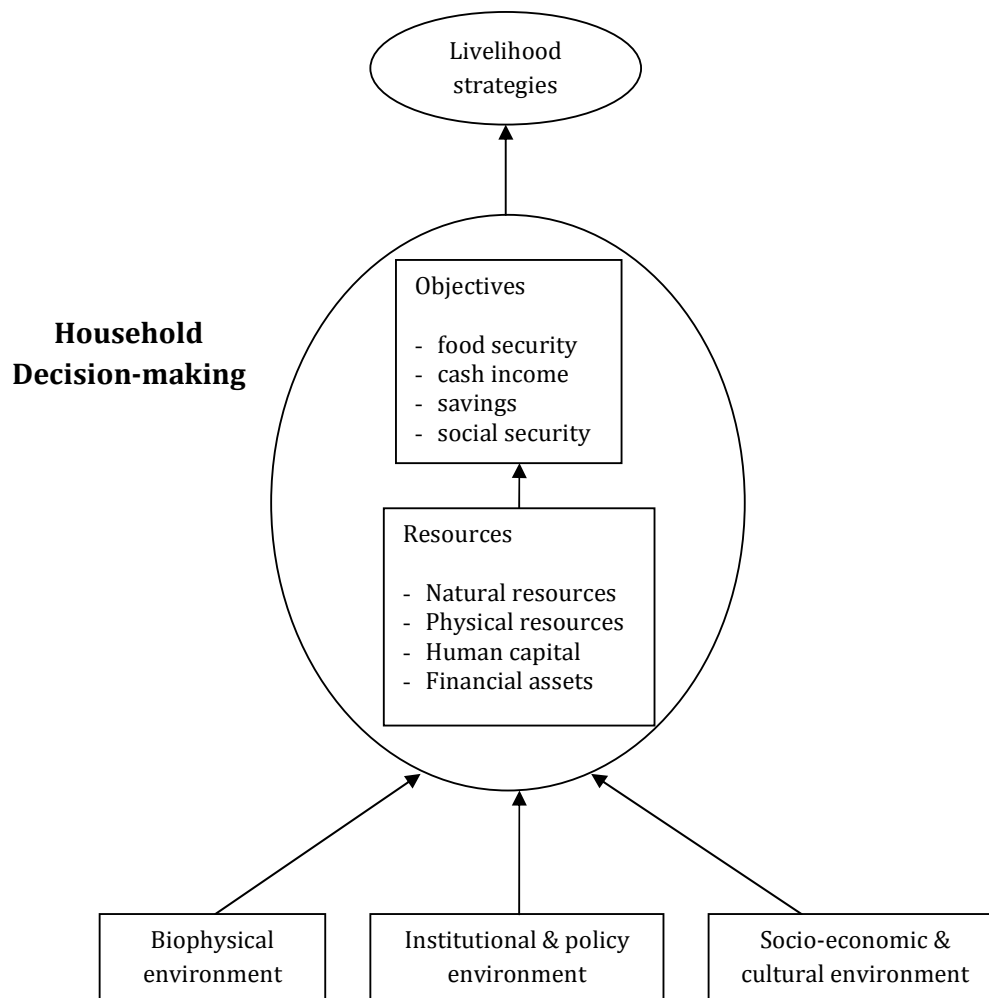 Livelihood
strategies
Household
Decision-making
Objectives
- food security
- cash income
- savings
- social security
Resources
- Natural resources
- Physical resources
- Human capital
- Financial assets
Biophysical
environment
Institutional & policy
environment
Socio-economic &
cultural environment